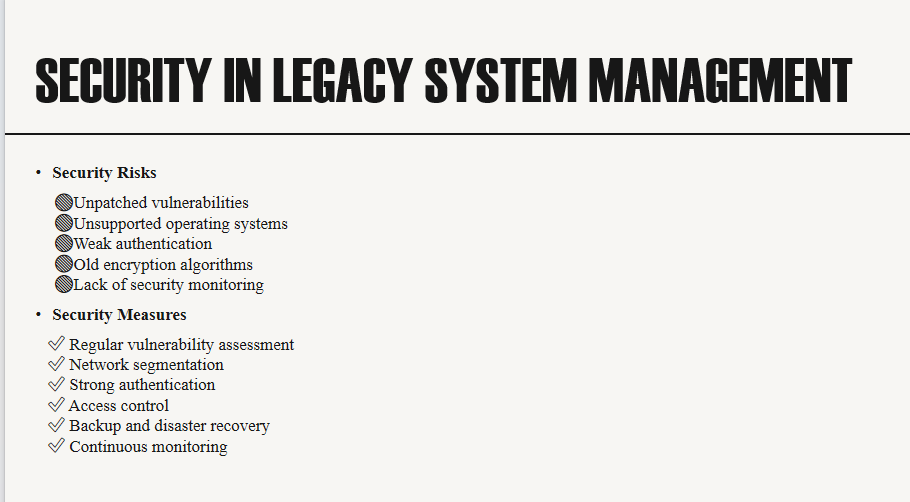 SECURITY IN LEGACY SYSTEM MANAGEMENT
• Security Risks
Unpatched vulnerabilities
Unsupported operating systems
Weak authentication
Old encryption algorithms
Lack of security monitoring
• Security Measures
✓ Regular vulnerability assessment
✓ Network segmentation
✓ Strong authentication
✓ Access control
✓ Backup and disaster recovery
✓ Continuous monitoring